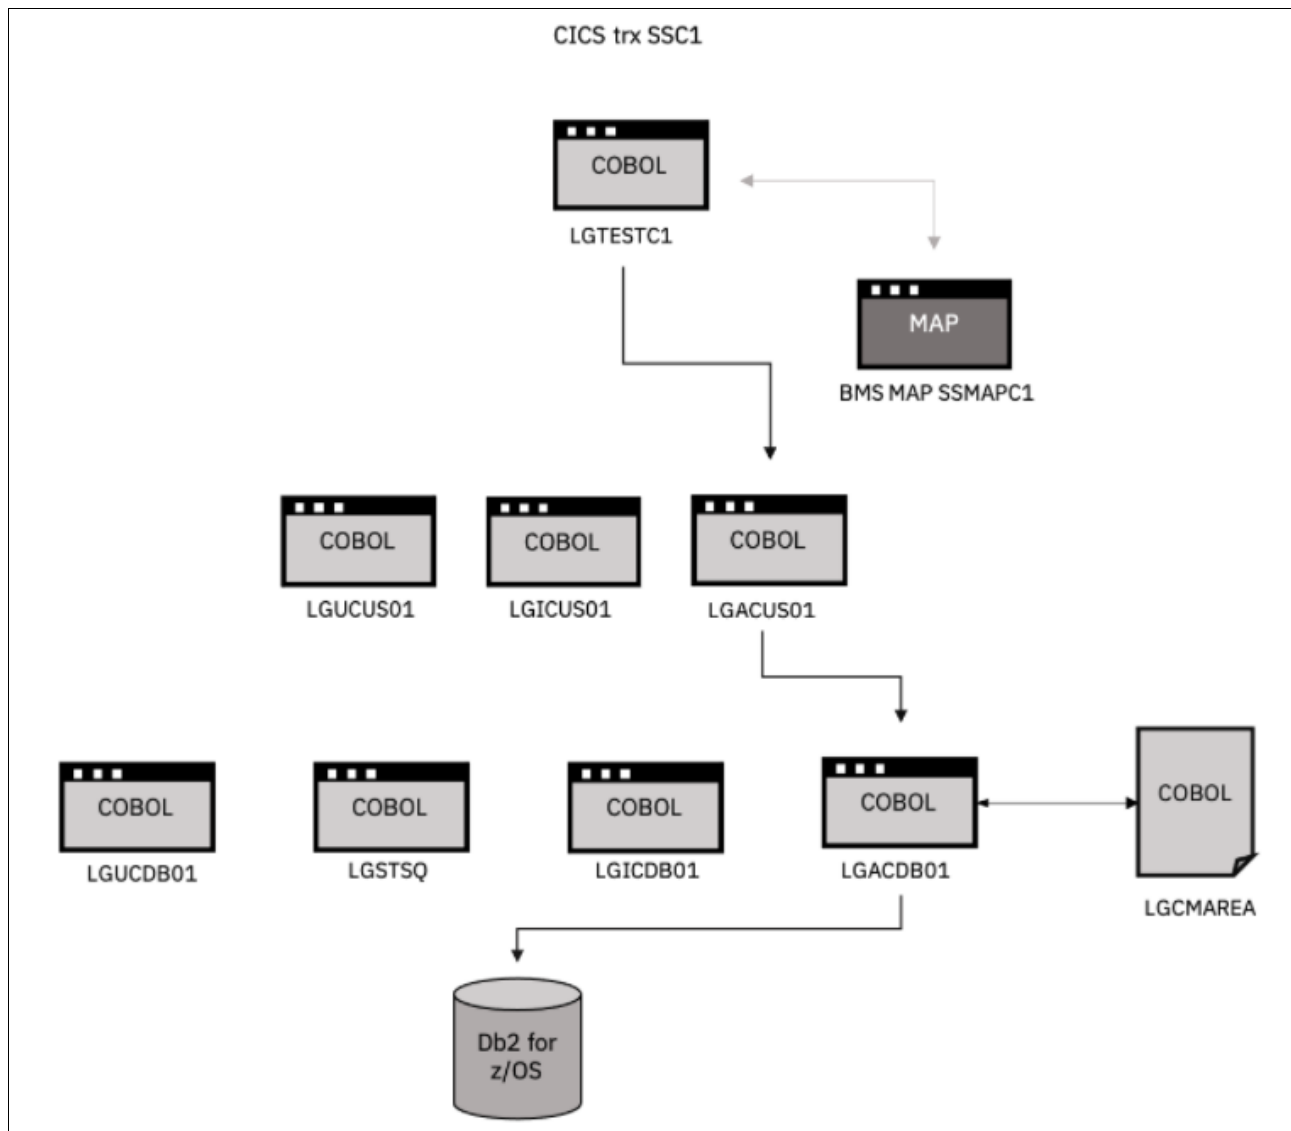 CICS trx SSC1
COBOL
LGTESTC1
MAP
BMS MAP SSMAPC1
COBOL
LGUCUS01
COBOL
LGICUS01
COBOL
LGACUS01
COBOL
LGUCDB01
COBOL
LGSTSQ
COBOL
LGICDB01
COBOL
LGACDB01
COBOL
LGCMAREA
Db2 for
z/OS